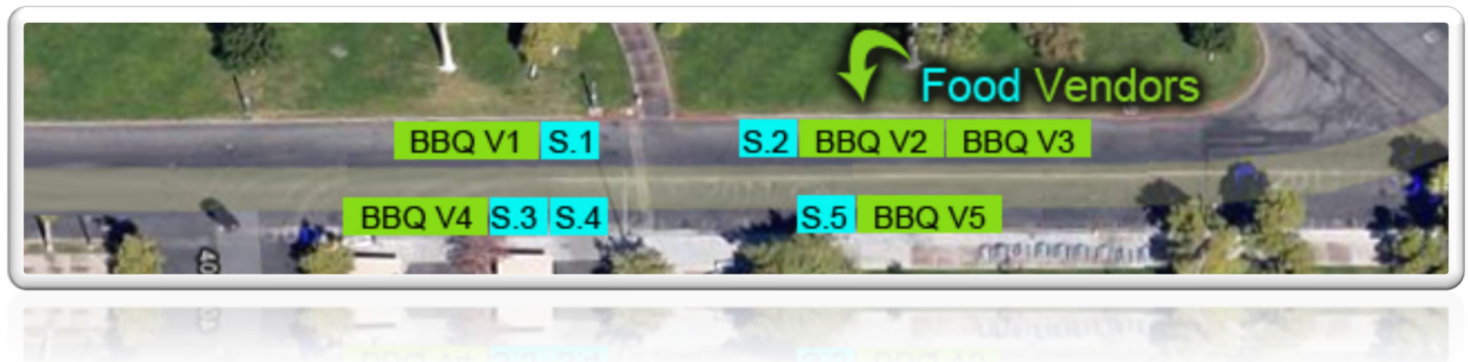 Food Vendors
BBQ V1 S.1 S.2 BBQ V2 BBQ V3
BBQ V4 S.3 S.4 S.5 BBQ V5